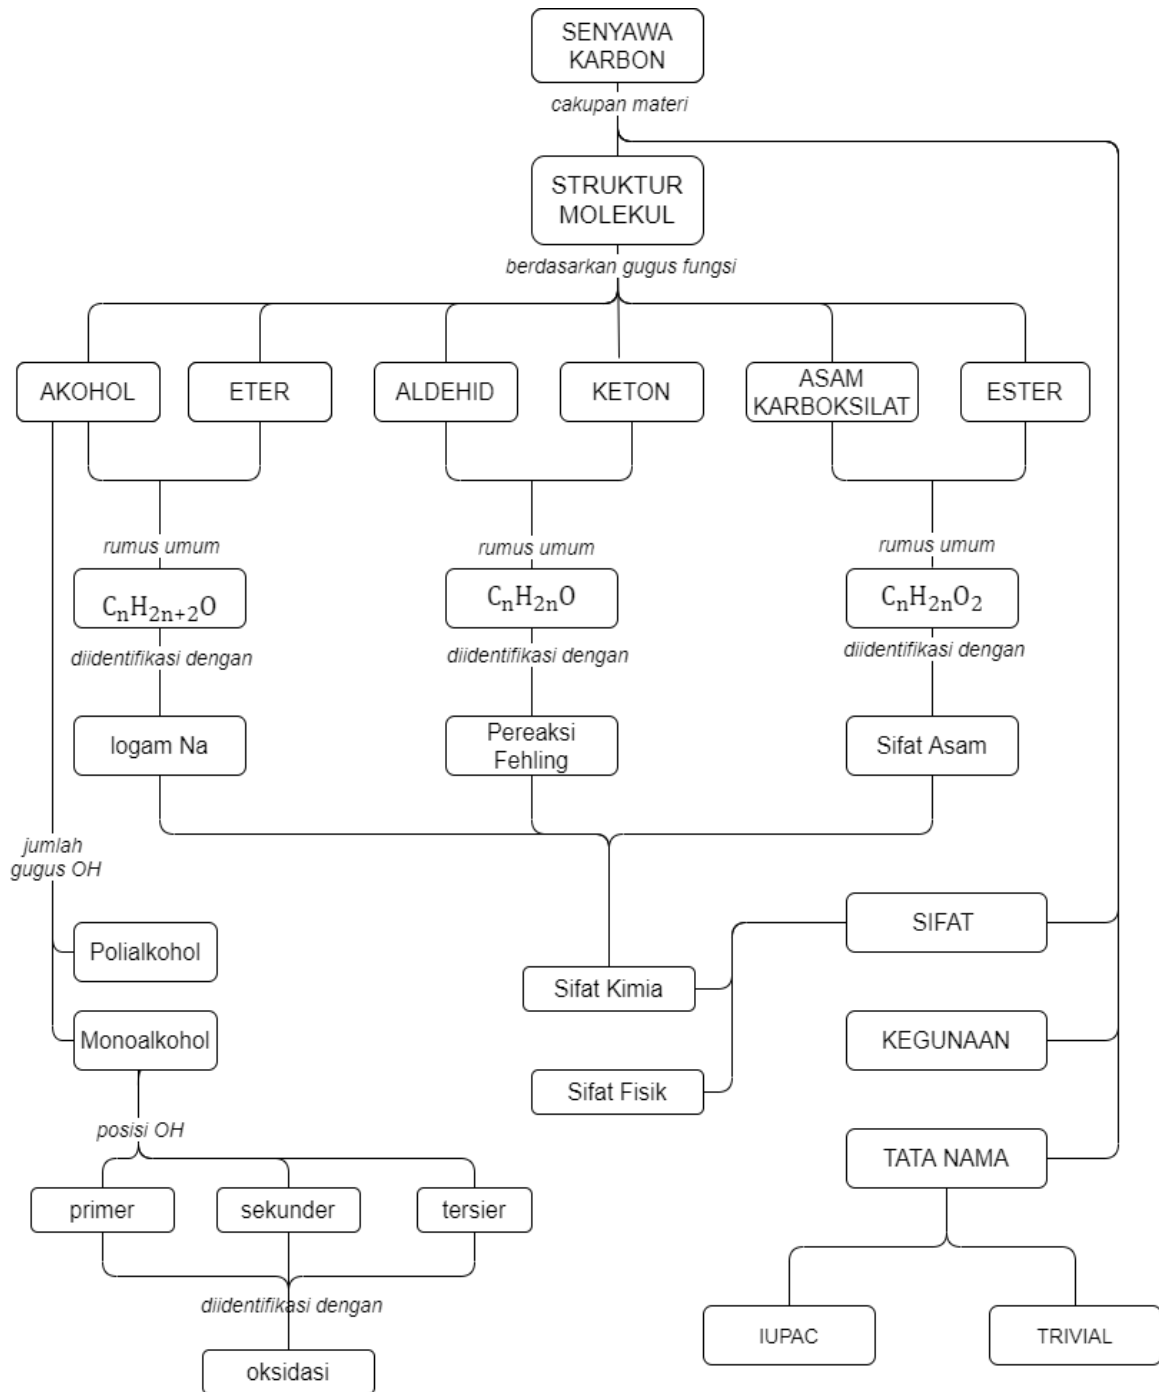 SENYAWA
KARBON
cakupan materi
STRUKTUR
MOLEKUL
berdasarkan gugus fungsi
AKOHOL
ETER
ALDEHID
KETON
ASAM
KARBOKSILAT
ESTER
rumus umum
rumus umum
rumus umum
CₙH₂ₙ₊₂O
CₙH₂ₙO
CₙH₂ₙO₂
diidentifikasi dengan
diidentifikasi dengan
diidentifikasi dengan
logam Na
Pereaksi
Fehling
Sifat Asam
jumlah
gugus OH
Polialkohol
Monoalkohol
SIFAT
Sifat Kimia
Sifat Fisik
KEGUNAAN
TATA NAMA
posisi OH
primer
sekunder
tersier
diidentifikasi dengan
oksidasi
IUPAC
TRIVIAL